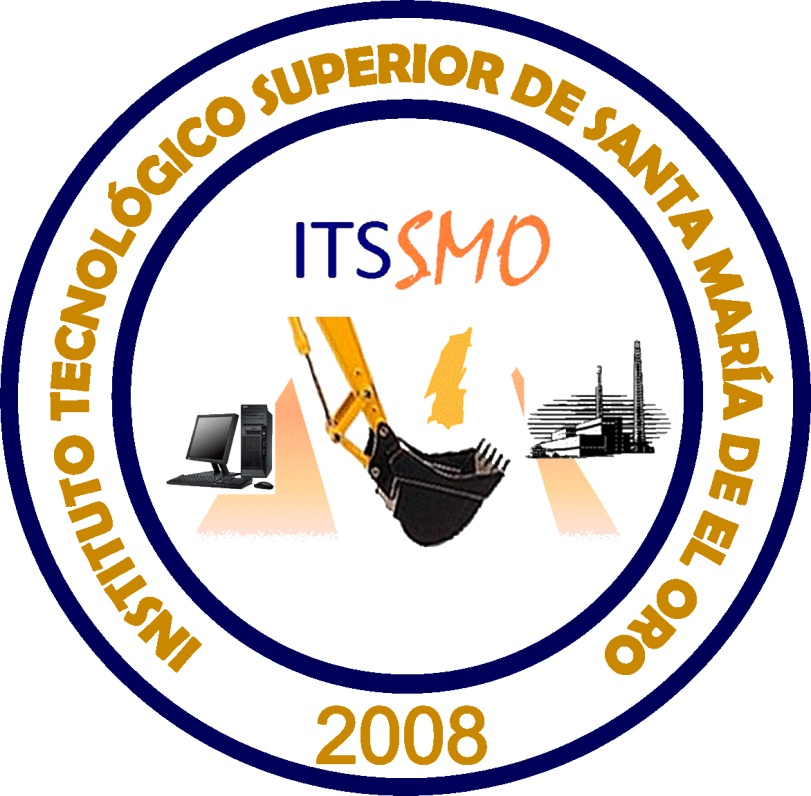 INSTITUTO TECNOLÓGICO SUPERIOR DE SANTA MARÍA DE EL ORO
ITSSMO
2008